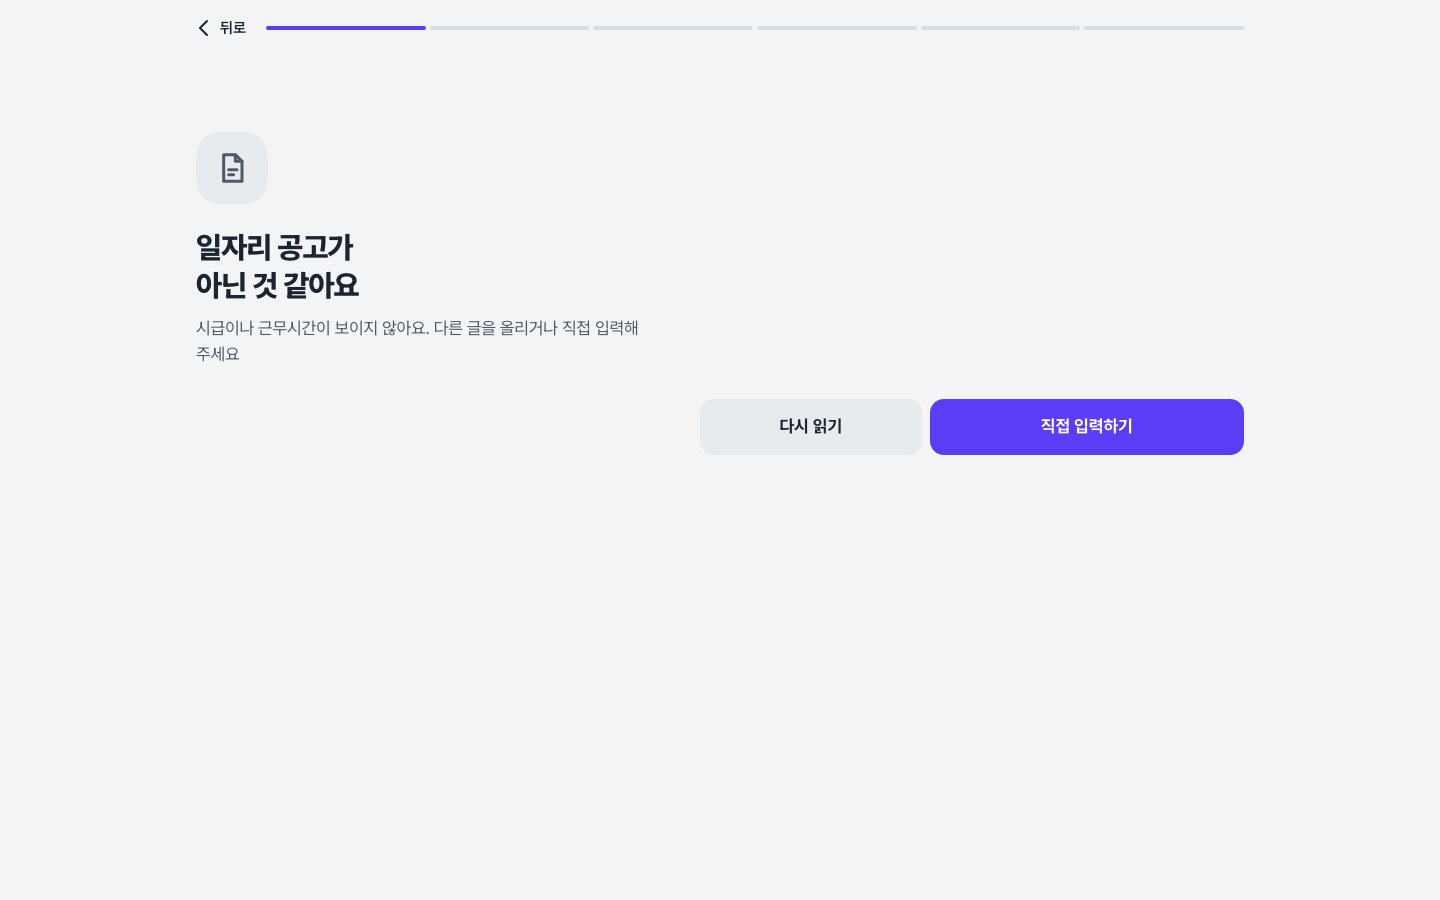 뒤로
일자리 공고가
아닌 것 같아요
시급이나 근무시간이 보이지 않아요. 다른 글을 올리거나 직접 입력해
주세요
다시 읽기
직접 입력하기